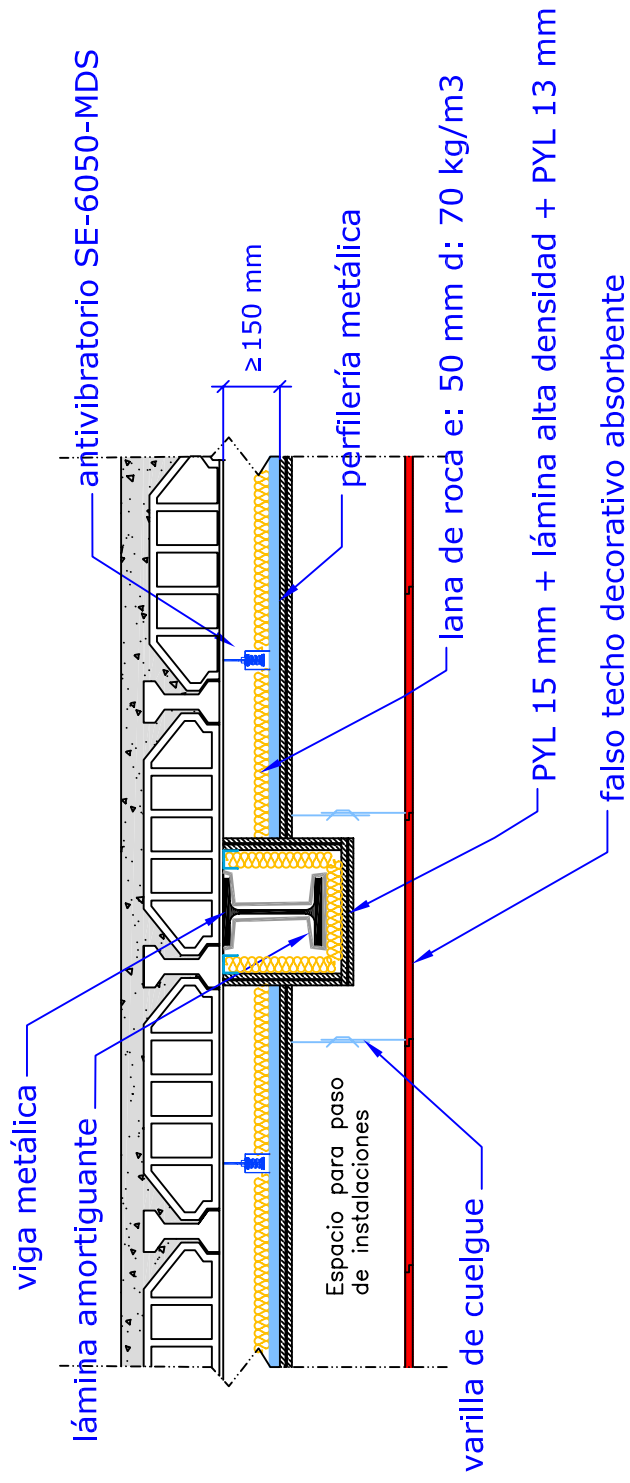 viga metálica
lámina amortiguante
antivibratorio SE-6050-MDS
≥150 mm
perfilería metálica
lana de roca e: 50 mm d: 70 kg/m3
PYL 15 mm + lámina alta densidad + PYL 13 mm
falso techo decorativo absorbente
varilla de cuelgue
Espacio para paso
de instalaciones